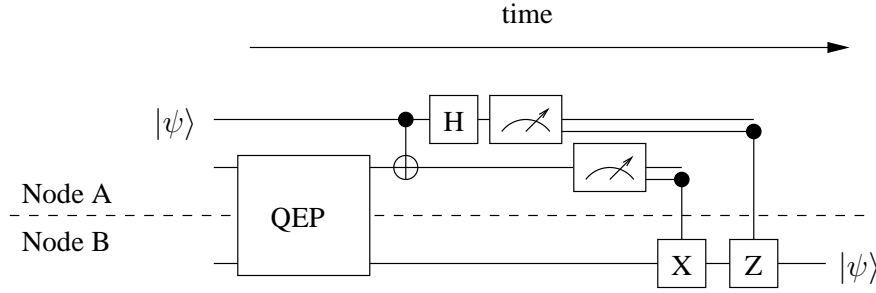 time
|ψ⟩
H
Node A
QEP
Node B
X
Z
|ψ⟩